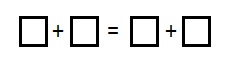 □ + □ = □ + □